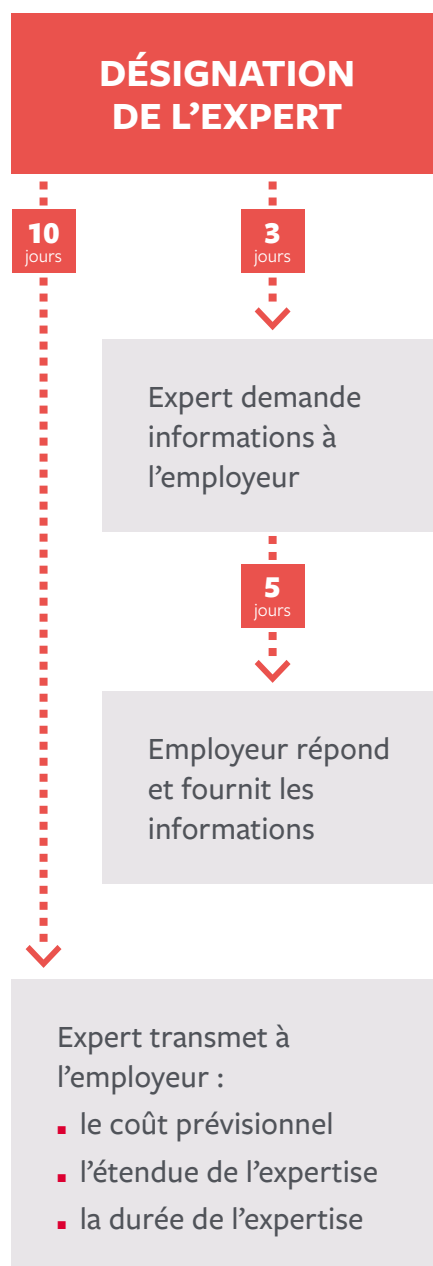 DÉSIGNATION
DE L’EXPERT
10
jours
3
jours
Expert demande
informations à
l’employeur
5
jours
Employeur répond
et fournit les
informations
Expert transmet à
l’employeur :
▪ le coût prévisionnel
▪ l’étendue de l’expertise
▪ la durée de l’expertise